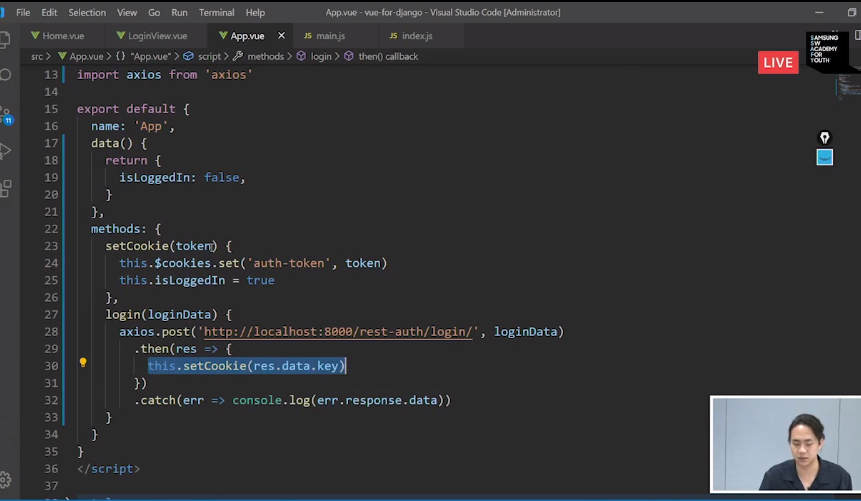 File Edit Selection View Go Run Terminal Help App.vue - vue-for-django - Visual Studio Code [Administrator]
Home.vue LoginView.vue App.vue JS main.js JS index.js
src > App.vue > {} "App.vue" > script > methods > login > then() callback
LIVE
SAMSUNG
SW
ACADEMY
FOR
YOUTH
11
13 import axios from 'axios'
14
15 export default {
16 name: 'App',
17 data() {
18 return {
19 isLoggedIn: false,
20 }
21 },
22 methods: {
23 setCookie(token) {
24 this.$cookies.set('auth-token', token)
25 this.isLoggedIn = true
26 },
27 login(loginData) {
28 axios.post('http://localhost:8000/rest-auth/login/', loginData)
29 .then(res => {
30 this.setCookie(res.data.key)
31 })
32 .catch(err => console.log(err.response.data))
33 }
34 }
35 }
36 </script>
37